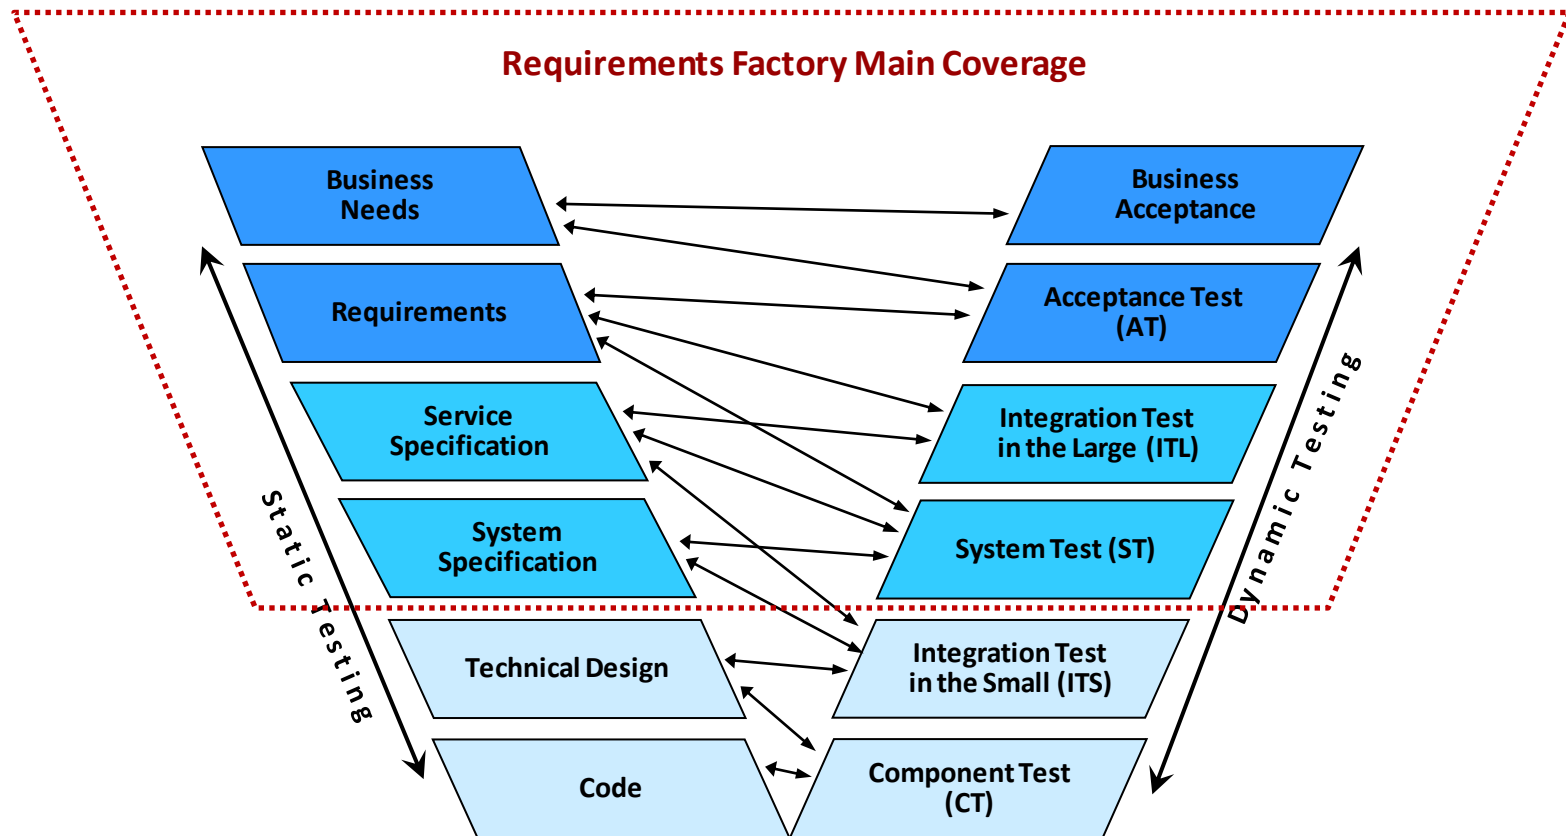 Requirements Factory Main Coverage
Business
Needs
Business
Acceptance
Requirements
Acceptance Test
(AT)
Service
Specification
Integration Test
in the Large (ITL)
System
Specification
System Test (ST)
Technical Design
Integration Test
in the Small (ITS)
Code
Component Test
(CT)
Static Testing
Dynamic Testing